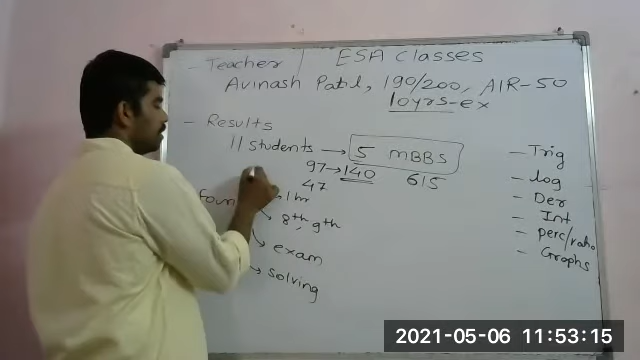 ESA Classes
- Teacher
Avinash Patil, 190/200, AIR-50
10yrs-ex
- Results
11 students → 5 MBBS
97 → 140 615
47
1hr
8th, 9th
exam
solving
- Trig
- log
- Der
- Int
- perc/ratio
- Graphs
2021-05-06 11:53:15